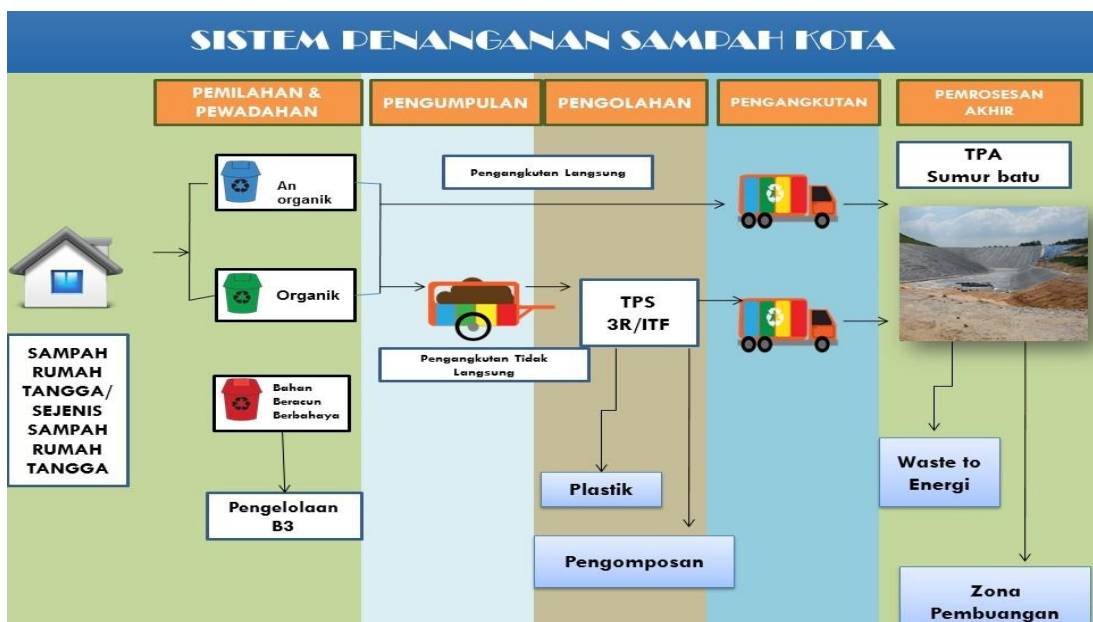 SISTEM PENANGANAN SAMPAH KOTA
PEMILAHAN &
PEWADAHAN
PENGUMPULAN
PENGOLAHAN
PENGANGKUTAN
PEMROSESAN
AKHIR
An
organik
Pengangkutan Langsung
TPA
Sumur batu
Organik
TPS
3R/ITF
Pengangkutan Tidak
Langsung
SAMPAH
RUMAH
TANGGA/
SEJENIS
SAMPAH
RUMAH
TANGGA
Bahan
Beracun
Berbahaya
Pengelolaan
B3
Plastik
Pengomposan
Waste to
Energi
Zona
Pembuangan